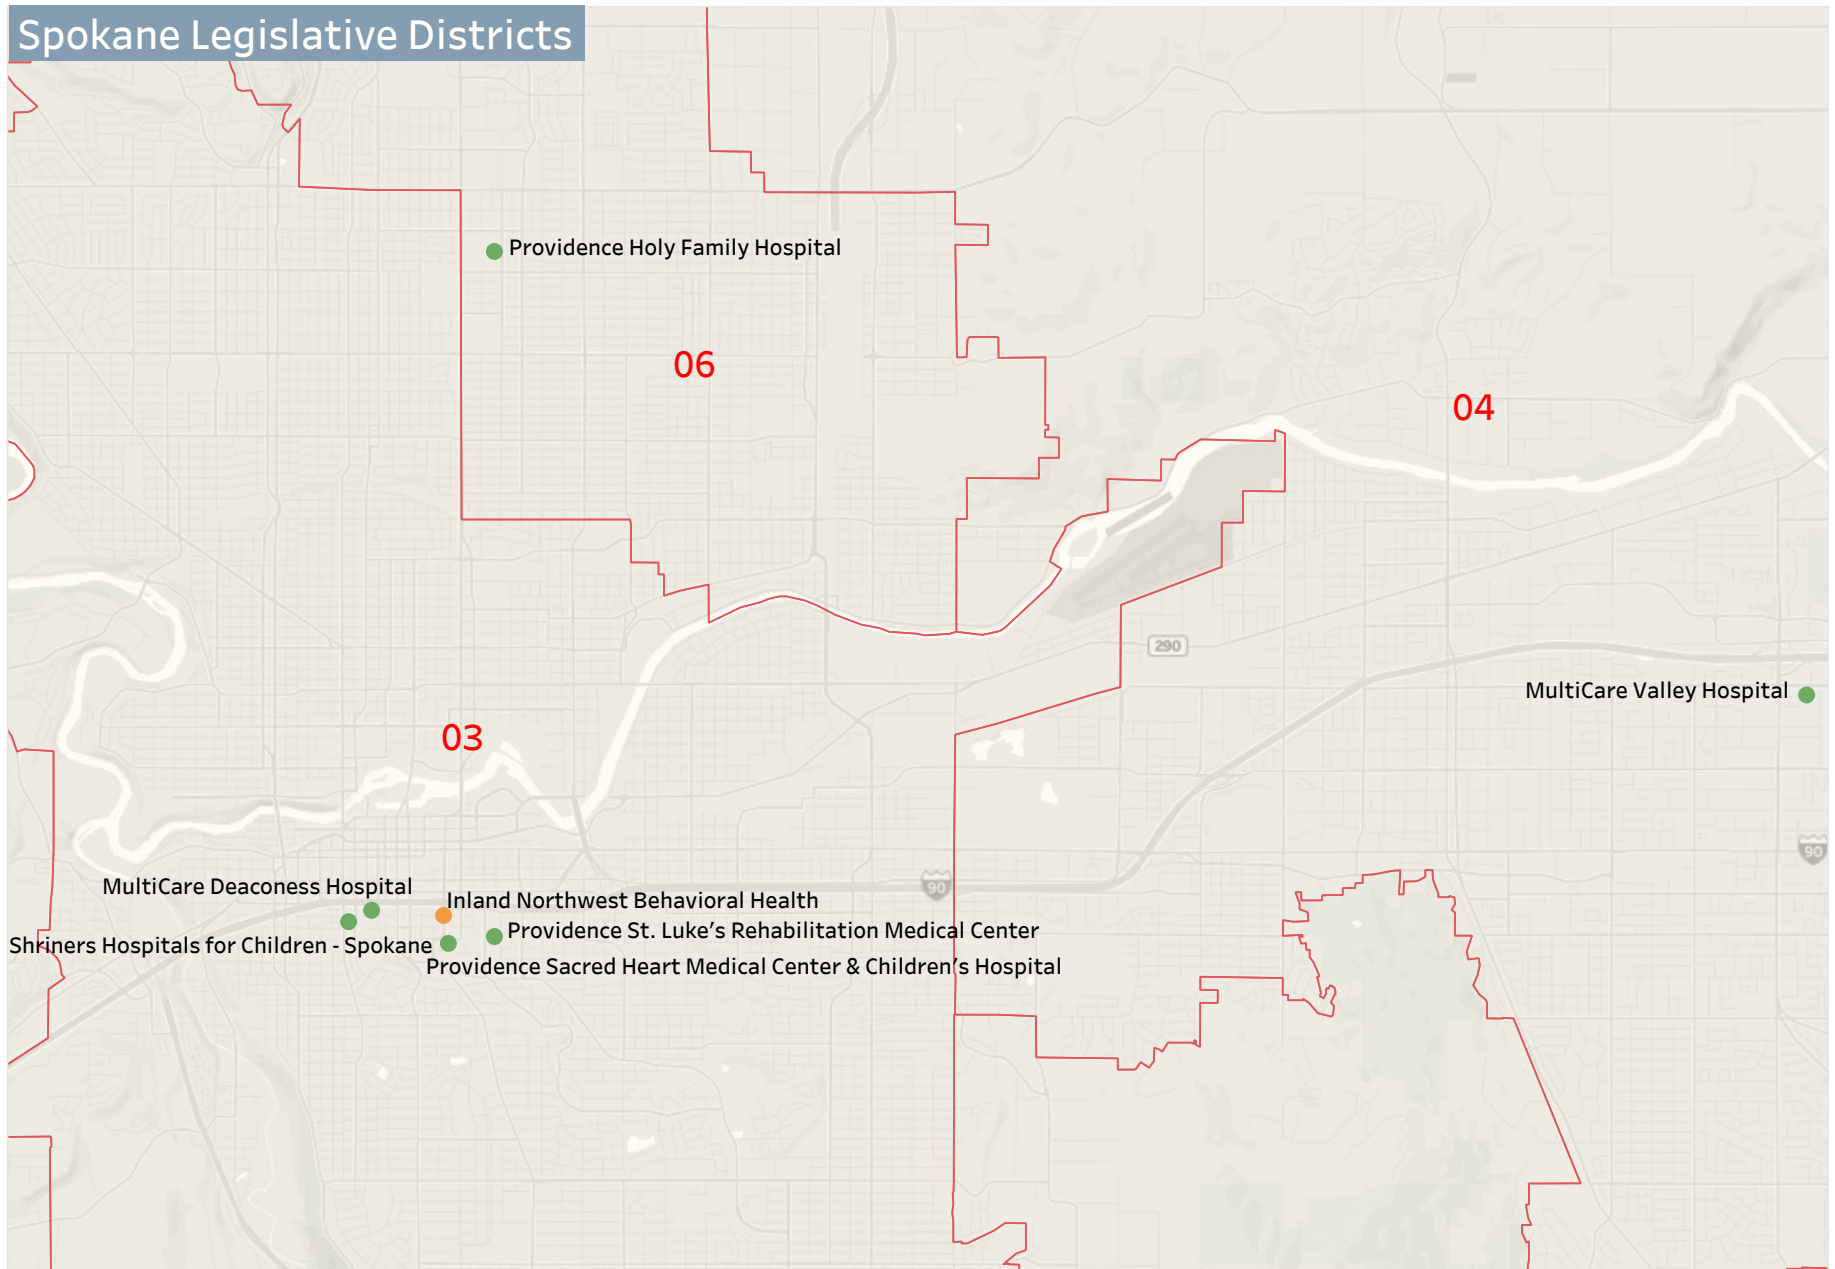 Spokane Legislative Districts
Providence Holy Family Hospital
06
04
290
MultiCare Valley Hospital
03
90
90
MultiCare Deaconess Hospital
Inland Northwest Behavioral Health
Providence St. Luke’s Rehabilitation Medical Center
Shriners Hospitals for Children - Spokane
Providence Sacred Heart Medical Center & Children’s Hospital